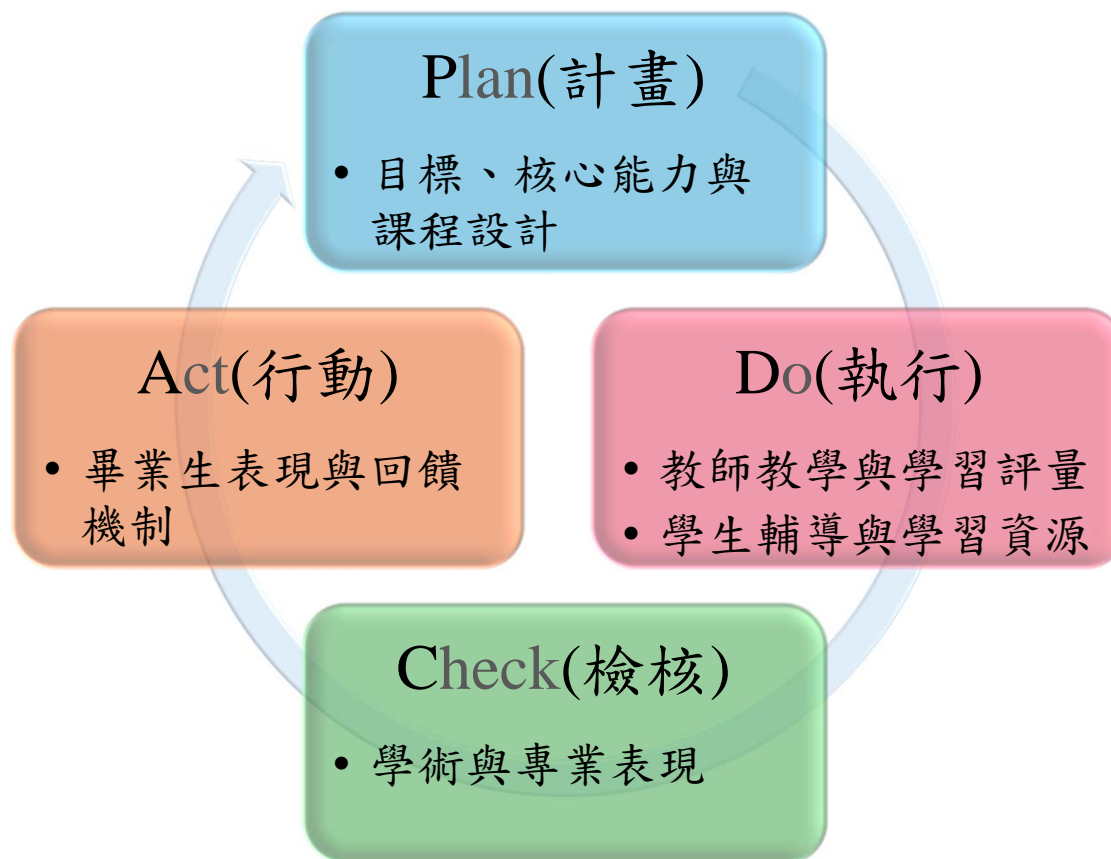 Plan(計畫)
• 目標、核心能力與
課程設計
Act(行動)
• 畢業生表現與回饋
機制
Do(執行)
• 教師教學與學習評量
• 學生輔導與學習資源
Check(檢核)
• 學術與專業表現